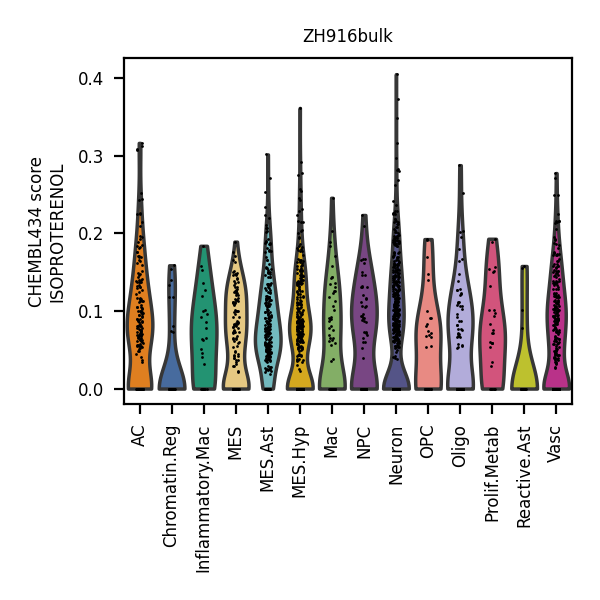 ZH916bulk
CHEMBL434 score
ISOPROTERENOL
0.4
0.3
0.2
0.1
0.0
AC
Chromatin.Reg
Inflammatory.Mac
MES
MES.Ast
MES.Hyp
Mac
NPC
Neuron
OPC
Oligo
Prolif.Metab
Reactive.Ast
Vasc